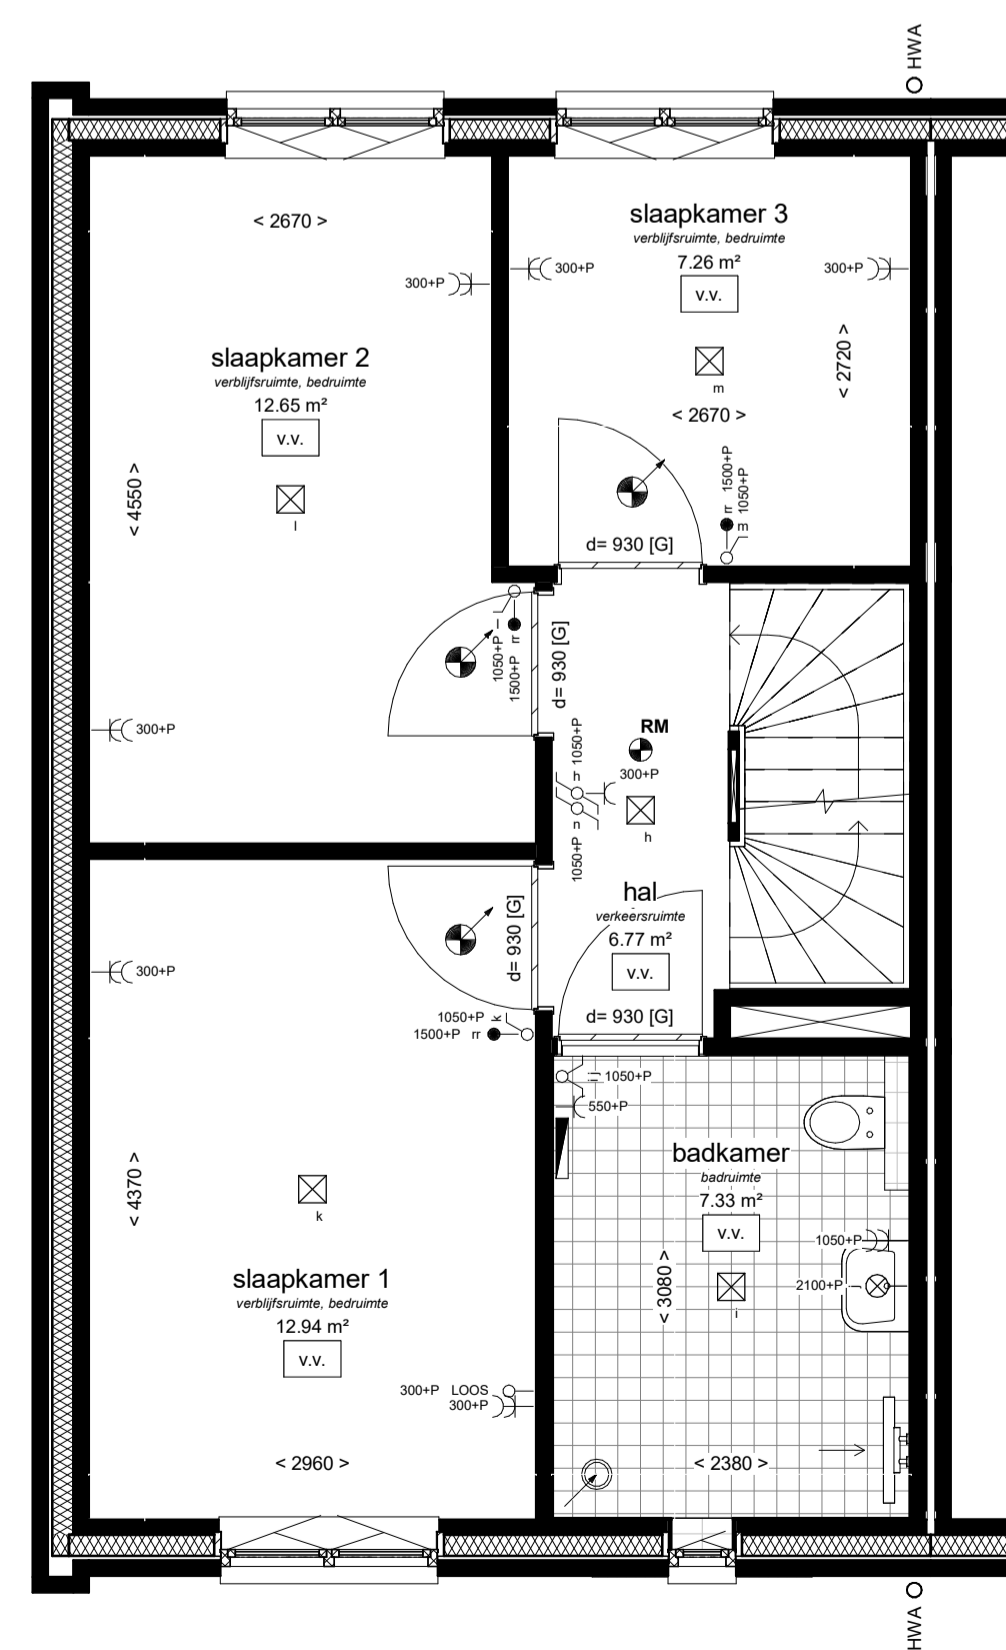 HWA
< 2670 >
slaapkamer 3
verblijfsruimte, bedruimte
7.26 m²
v.v.
300+P
300+P
300+P
m
< 2720 >
< 2670 >
slaapkamer 2
verblijfsruimte, bedruimte
12.65 m²
v.v.
l
< 4550 >
rr 1500+P
m 1050+P
d= 930 [G]
1050+P l
1500+P rr
d= 930 [G]
300+P
RM
h 1050+P
300+P
1050+P n
h
hal
verkeersruimte
6.77 m²
v.v.
d= 930 [G]
d= 930 [G]
300+P
1050+P k
1500+P rr
i j 1050+P
550+P
badkamer
badruimte
7.33 m²
v.v.
< 3080 >
1050+P
2100+P j
i
< 4370 >
k
slaapkamer 1
verblijfsruimte, bedruimte
12.94 m²
v.v.
300+P LOOS
300+P
< 2960 >
< 2380 >
HWA